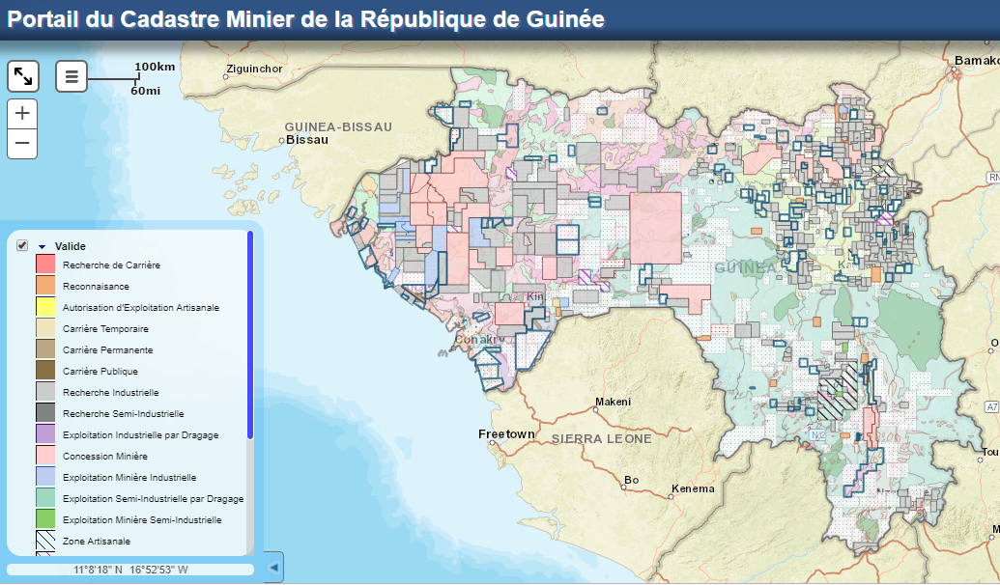 Portail du Cadastre Minier de la République de Guinée
100km
60mi
+
−
Ziguinchor
Bamako
GUINEA-BISSAU
Bissau
RN
Valide
Recherche de Carrière
Reconnaisance
Autorisation d'Exploitation Artisanale
Carrière Temporaire
Carrière Permanente
Carrière Publique
Recherche Industrielle
Recherche Semi-Industrielle
Exploitation Industrielle par Dragage
Concession Minière
Exploitation Minière Industrielle
Exploitation Semi-Industrielle par Dragage
Exploitation Minière Semi-Industrielle
Zone Artisanale
11°8'18" N 16°52'53" W
GUINEA
Kin
Conakry
Makeni
Freetown
SIERRA LEONE
Bo
Kenema
N2
A7
Tou